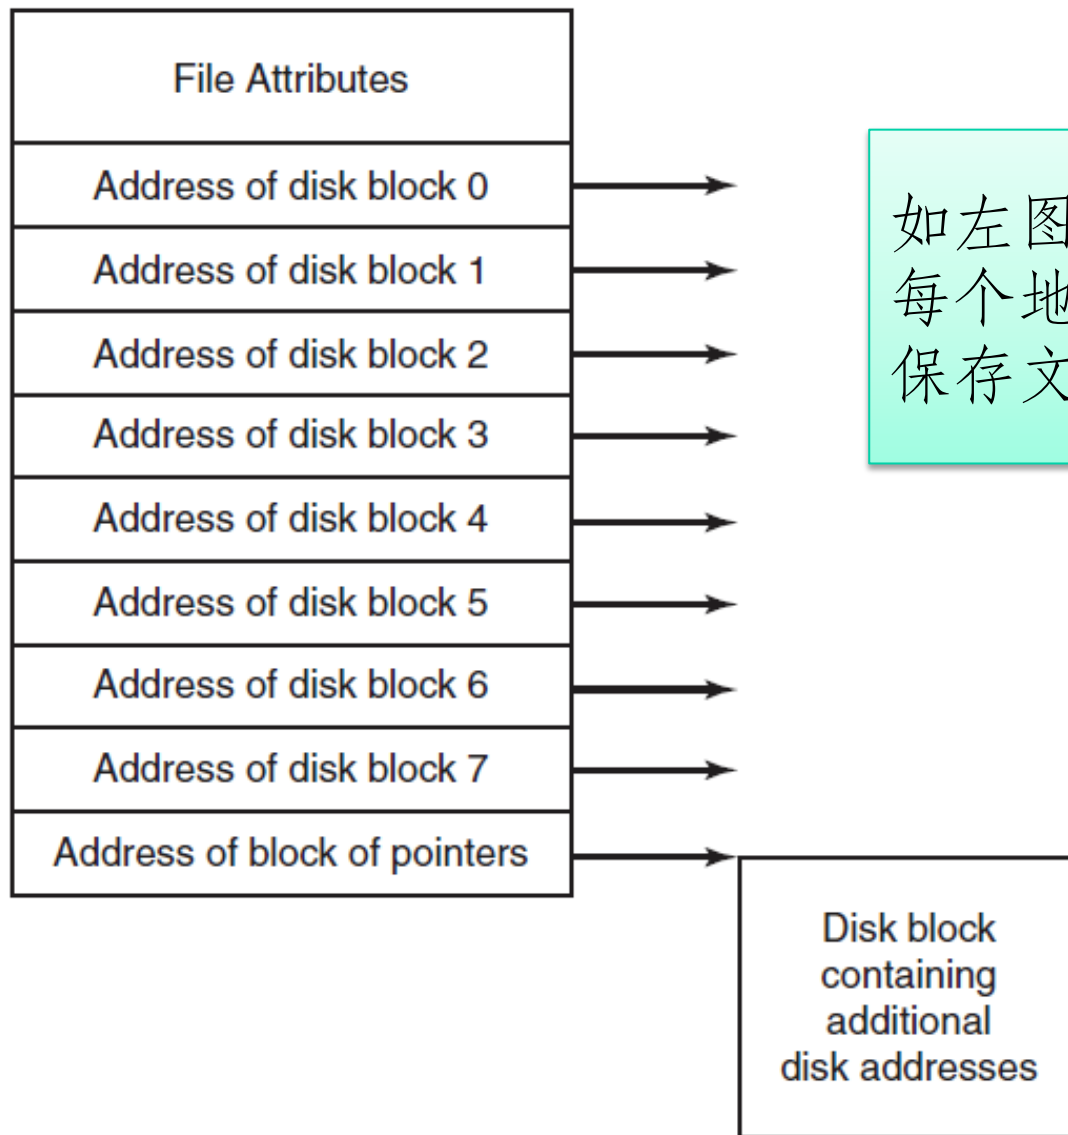 File Attributes
Address of disk block 0
Address of disk block 1
Address of disk block 2
Address of disk block 3
Address of disk block 4
Address of disk block 5
Address of disk block 6
Address of disk block 7
Address of block of pointers
如左图
每个地
保存文
Disk block
containing
additional
disk addresses